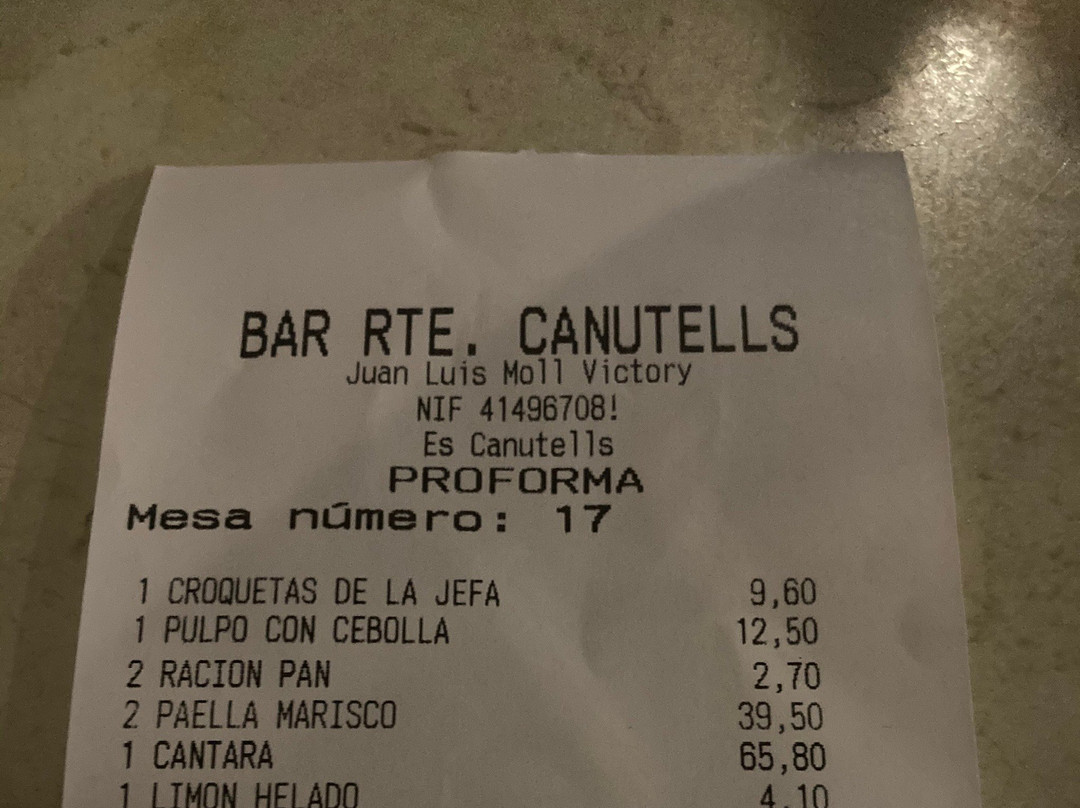 BAR RTE. CANUTELLS
Juan Luis Moll Victory
NIF 41496708!
Es Canutells
PROFORMA
Mesa número: 17
1 CROQUETAS DE LA JEFA 9,60
1 PULPO CON CEBOLLA 12,50
2 RACION PAN 2,70
2 PAELLA MARISCO 39,50
1 CANTARA 65,80
1 LIMON HELADO 4,10